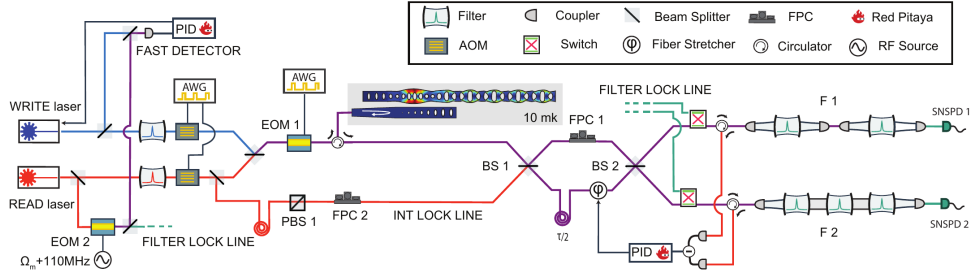 Filter
Coupler
Beam Splitter
FPC
Red Pitaya
AOM
Switch
Fiber Stretcher
φ
Circulator
RF Source
PID
FAST DETECTOR
AWG
AWG
WRITE laser
EOM 1
10 mk
FILTER LOCK LINE
F 1
SNSPD 1
FPC 1
BS 1
BS 2
READ laser
PBS 1
FPC 2
INT LOCK LINE
φ
τ/2
EOM 2
FILTER LOCK LINE
F 2
SNSPD 2
PID
−
Ωm+110MHz